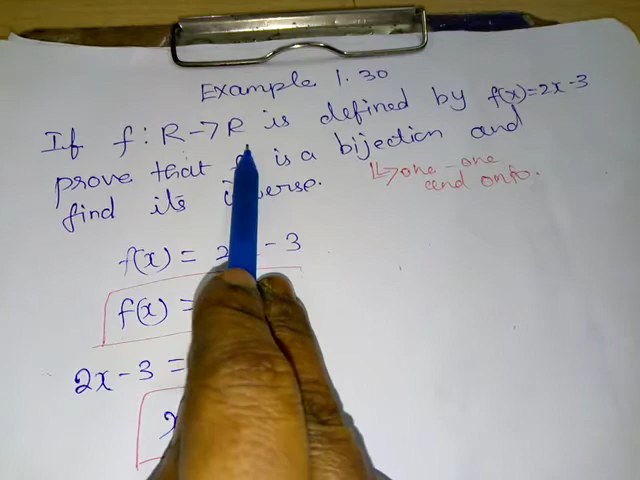 Example 1.30
If f : R → R is defined by f(x)=2x-3
prove that is a bijection and
find its inverse.
↳ one-one
and onto.
f(x) = 2 - 3
f(x) =
2x - 3 =
x